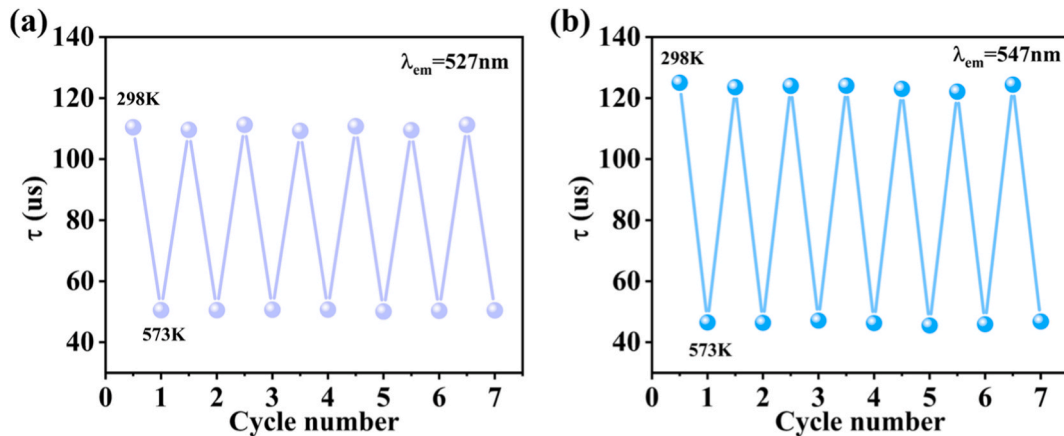 (a)
140
120
100
80
60
40
τ (us)
298K
573K
λem=527nm
0 1 2 3 4 5 6 7
Cycle number
(b)
140
120
100
80
60
40
τ (us)
298K
573K
λem=547nm
0 1 2 3 4 5 6 7
Cycle number